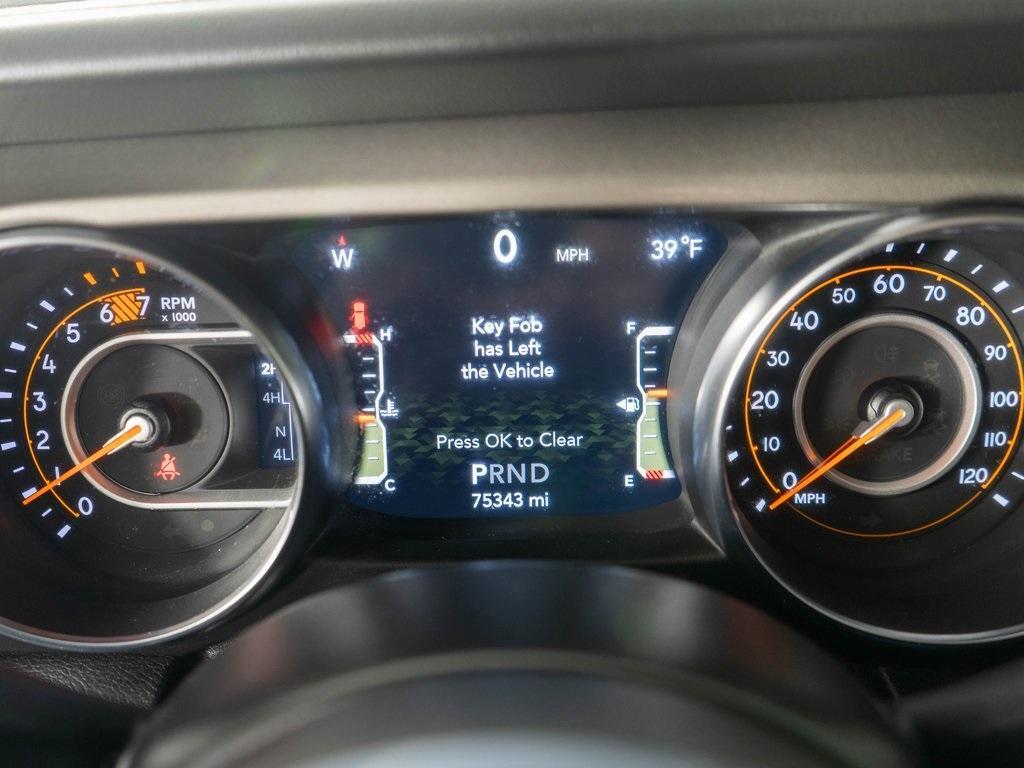 W
0 MPH
39°F
0
1
2
3
4
5
6
7
RPM
x 1000
4H
N
4L
H
C
Key Fob
has Left
the Vehicle
Press OK to Clear
PRND
75343 mi
F
E
0
10
20
30
40
50
60
70
80
90
100
110
120
MPH